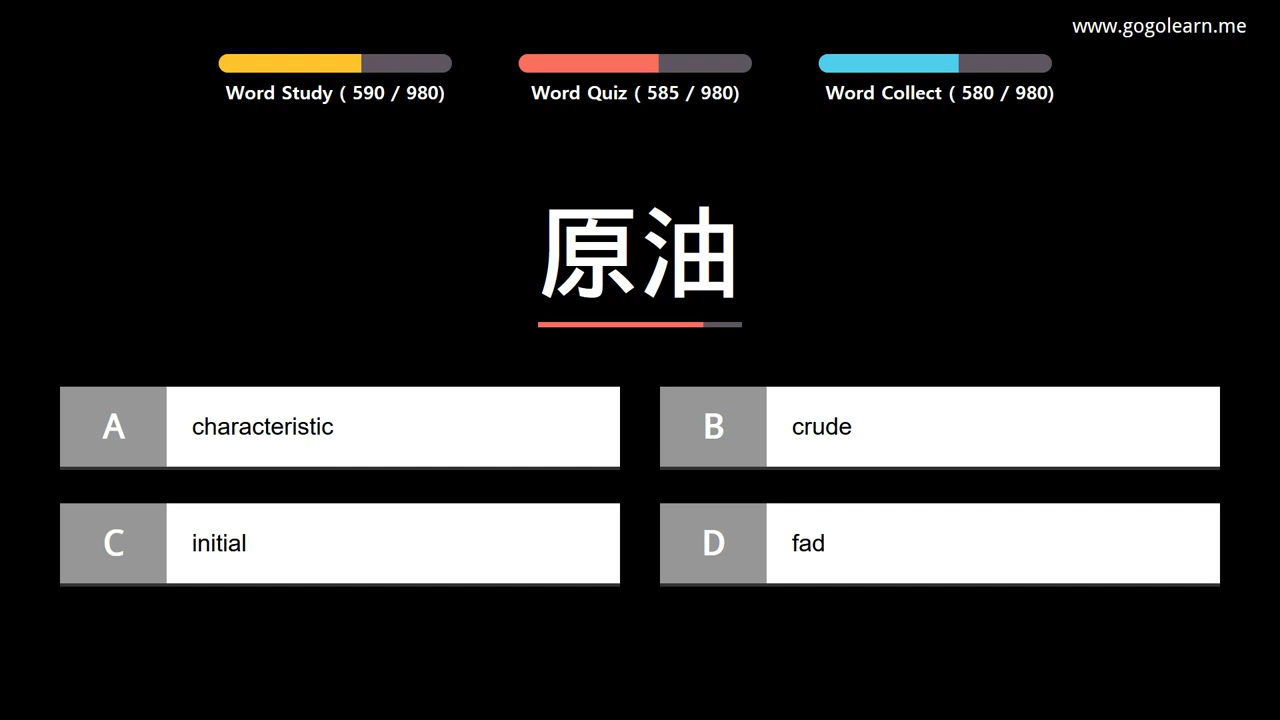 www.gogolearn.me
Word Study ( 590 / 980)
Word Quiz ( 585 / 980)
Word Collect ( 580 / 980)
原油
A characteristic
B crude
C initial
D fad